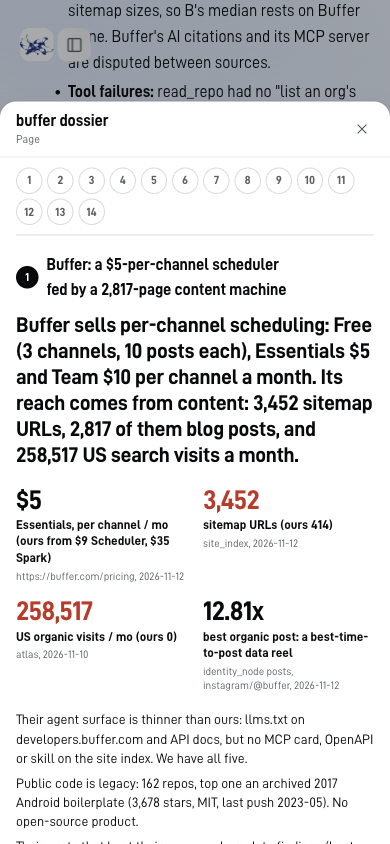 sitemap sizes, so B's median rests on Buffer
ne. Buffer's AI citations and its MCP server
are disputed between sources.
• Tool failures: read_repo had no "list an org's
buffer dossier
Page
1 2 3 4 5 6 7 8 9 10 11
12 13 14
1 Buffer: a $5-per-channel scheduler
fed by a 2,817-page content machine
Buffer sells per-channel scheduling: Free
(3 channels, 10 posts each), Essentials $5
and Team $10 per channel a month. Its
reach comes from content: 3,452 sitemap
URLs, 2,817 of them blog posts, and
258,517 US search visits a month.
$5
Essentials, per channel / mo
(ours from $9 Scheduler, $35
Spark)
https://buffer.com/pricing, 2026-11-12
3,452
sitemap URLs (ours 414)
site_index, 2026-11-12
258,517
US organic visits / mo (ours 0)
atlas, 2026-11-10
12.81x
best organic post: a best-time-
to-post data reel
identity_node posts,
instagram/@buffer, 2026-11-12
Their agent surface is thinner than ours: llms.txt on
developers.buffer.com and API docs, but no MCP card, OpenAPI
or skill on the site index. We have all five.
Public code is legacy: 162 repos, top one an archived 2017
Android boilerplate (3,678 stars, MIT, last push 2023-05). No
open-source product.